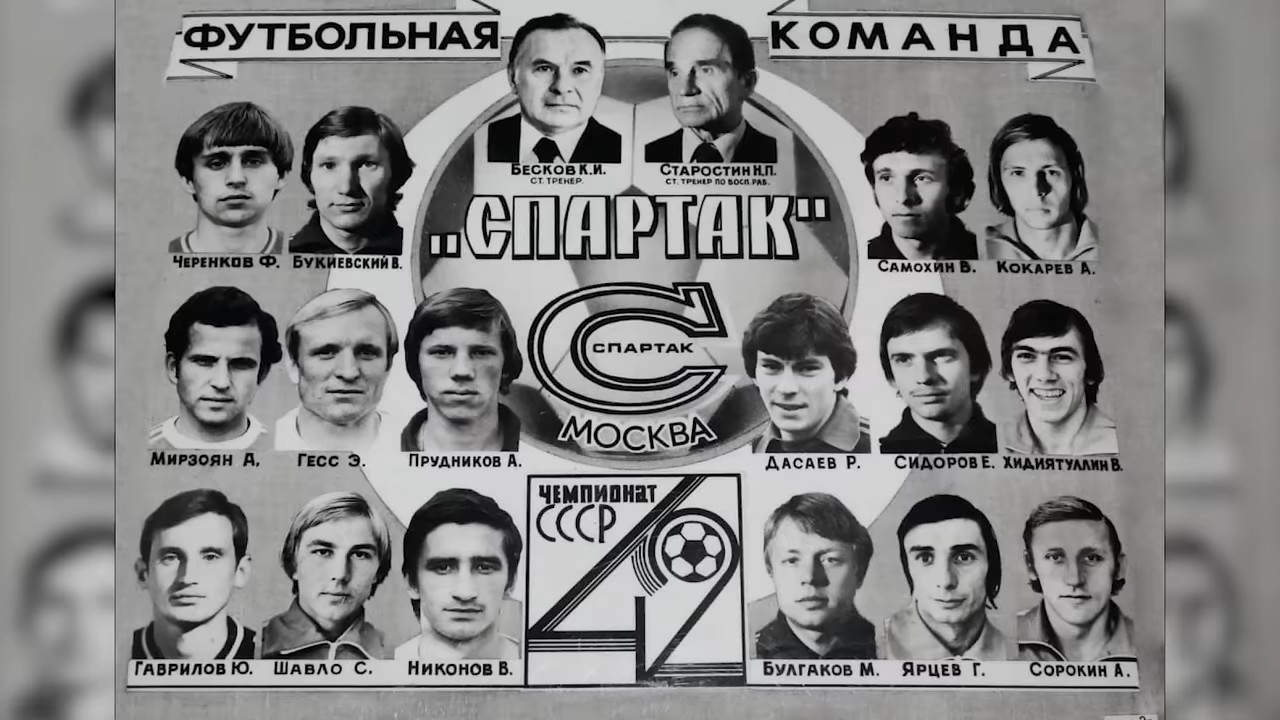 ФУТБОЛЬНАЯ КОМАНДА
БЕСКОВ К.И. СТАРОСТИН Н.П.
СТ. ТРЕНЕР. СТ. ТРЕНЕР ПО ВОСП. РАБ.
„СПАРТАК"
ЧЕРЕНКОВ Ф. БУКИЕВСКИЙ В. САМОХИН В. КОКАРЕВ А.
СПАРТАК
МОСКВА
МИРЗОЯН А, ГЕСС Э. ПРУДНИКОВ А. ДАСАЕВ Р. СИДОРОВ Е. ХИДИЯТУЛЛИН В.
ЧЕМПИОНАТ
СССР
42
ГАВРИЛОВ Ю. ШАВЛО С. НИКОНОВ В. БУЛГАКОВ М. ЯРЦЕВ Г. СОРОКИН А.